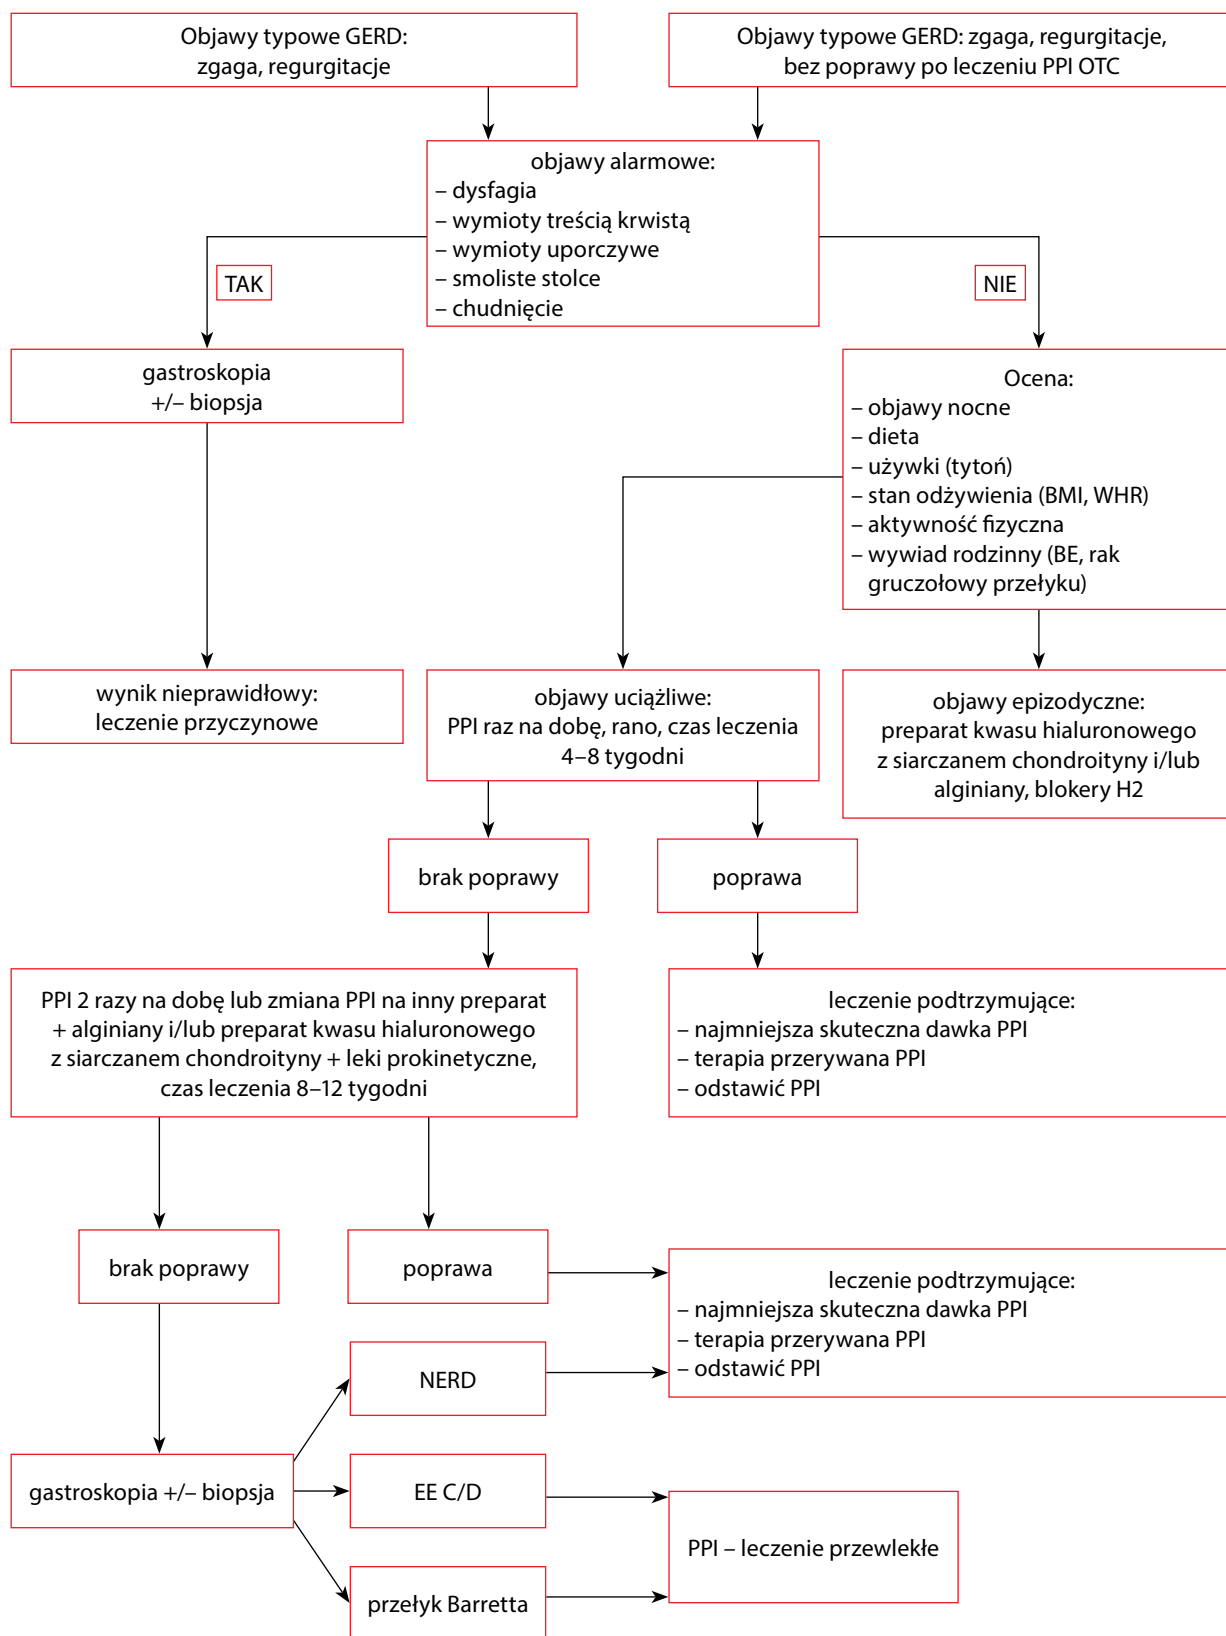 Objawy typowe GERD:
zgaga, regurgitacje
Objawy typowe GERD: zgaga, regurgitacje,
bez poprawy po leczeniu PPI OTC
objawy alarmowe:
– dysfagia
– wymioty treścią krwistą
– wymioty uporczywe
– smoliste stolce
– chudnięcie
TAK
NIE
gastroskopia
+/– biopsja
Ocena:
– objawy nocne
– dieta
– używki (tytoń)
– stan odżywienia (BMI, WHR)
– aktywność fizyczna
– wywiad rodzinny (BE, rak
gruczołowy przełyku)
wynik nieprawidłowy:
leczenie przyczynowe
objawy uciążliwe:
PPI raz na dobę, rano, czas leczenia
4–8 tygodni
objawy epizodyczne:
preparat kwasu hialuronowego
z siarczanem chondroityny i/lub
alginiany, blokery H2
brak poprawy
poprawa
PPI 2 razy na dobę lub zmiana PPI na inny preparat
+ alginiany i/lub preparat kwasu hialuronowego
z siarczanem chondroityny + leki prokinetyczne,
czas leczenia 8–12 tygodni
leczenie podtrzymujące:
– najmniejsza skuteczna dawka PPI
– terapia przerywana PPI
– odstawić PPI
brak poprawy
poprawa
leczenie podtrzymujące:
– najmniejsza skuteczna dawka PPI
– terapia przerywana PPI
– odstawić PPI
NERD
gastroskopia +/– biopsja
EE C/D
PPI – leczenie przewlekłe
przełyk Barretta